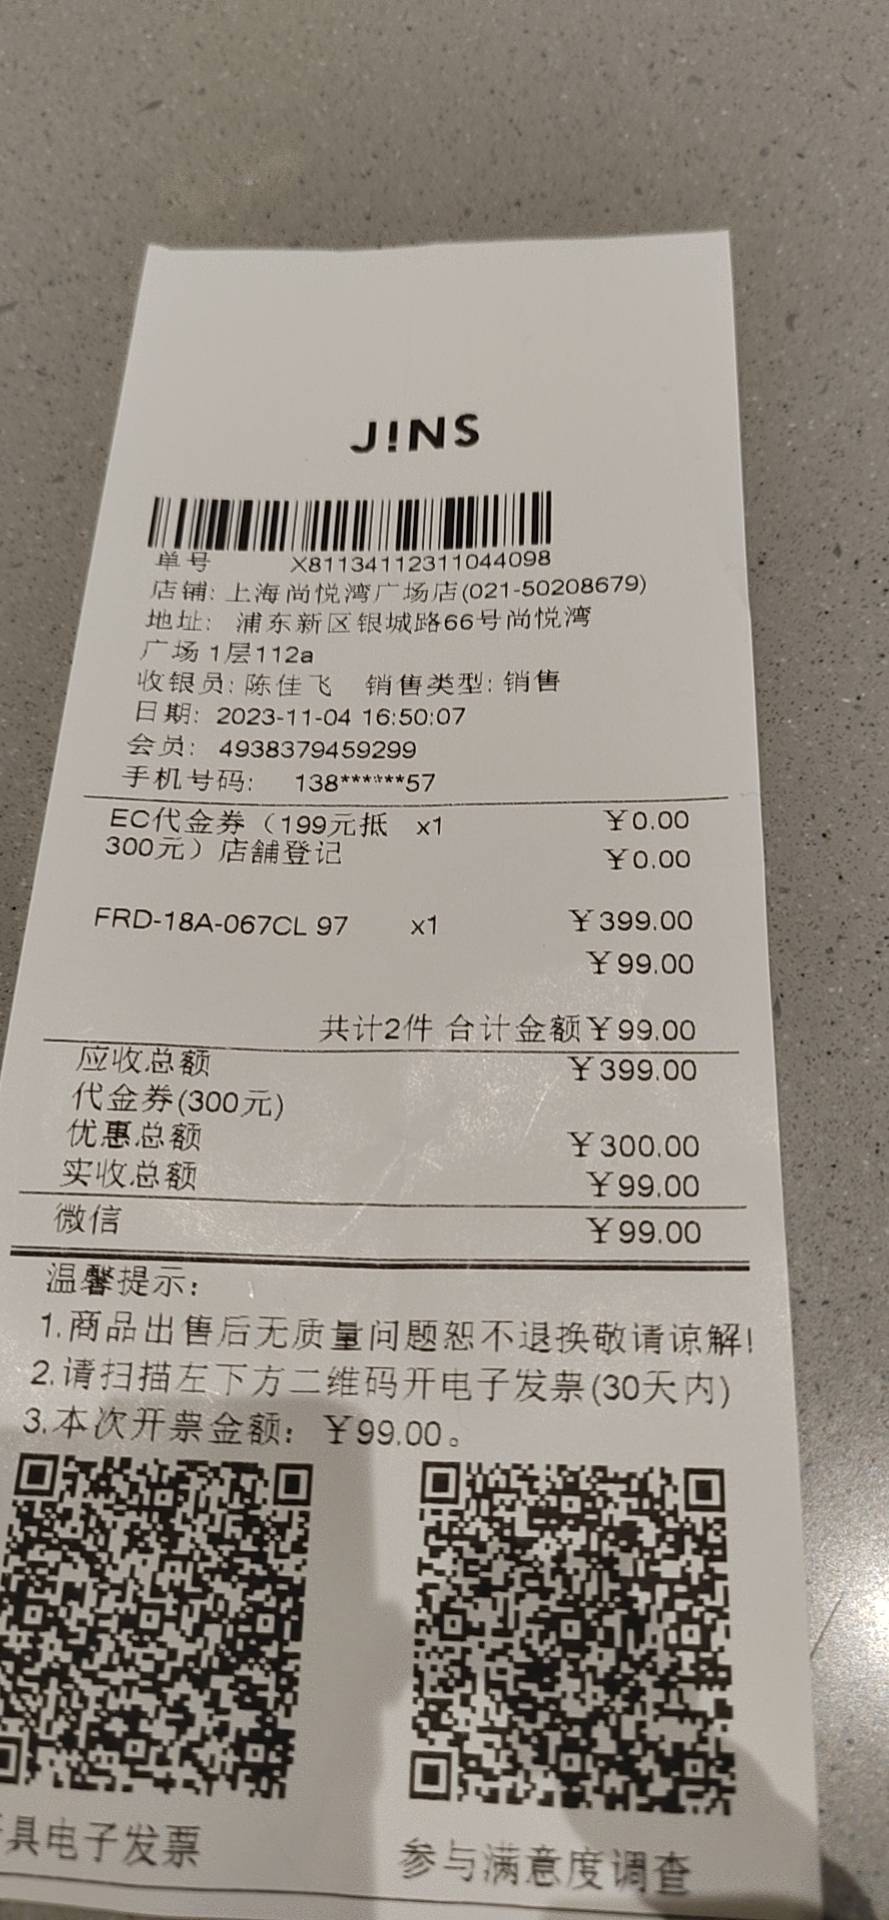 J!NS
单号 X81134112311044098
店铺: 上海尚悦湾广场店(021-50208679)
地址: 浦东新区银城路66号尚悦湾
广场 1层112a
收银员: 陈佳飞 销售类型: 销售
日期: 2023-11-04 16:50:07
会员: 4938379459299
手机号码: 138******57
EC代金券（199元抵 x1 ¥0.00
300元）店舗登记 ¥0.00
FRD-18A-067CL 97 x1 ¥399.00
¥99.00
共计2件 合计金额¥99.00
应收总额 ¥399.00
代金券(300元)
优惠总额 ¥300.00
实收总额 ¥99.00
微信 ¥99.00
温馨提示:
1.商品出售后无质量问题恕不退换敬请谅解!
2.请扫描左下方二维码开电子发票(30天内)
3.本次开票金额: ¥99.00。
具电子发票 参与满意度调查